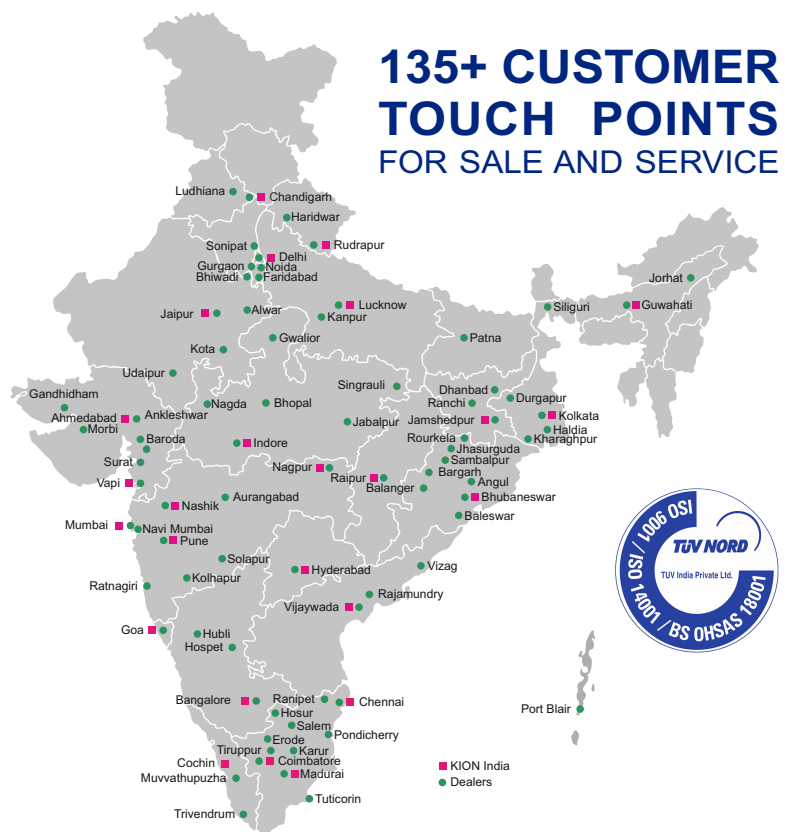 135+ CUSTOMER
TOUCH POINTS
FOR SALE AND SERVICE
Ludhiana
Chandigarh
Haridwar
Sonipat
Rudrapur
Delhi
Gurgaon
Noida
Bhiwadi
Faridabad
Jorhat
Jaipur
Alwar
Lucknow
Kanpur
Siliguri
Guwahati
Gwalior
Patna
Kota
Udaipur
Singrauli
Dhanbad
Gandhidham
Nagda
Bhopal
Ranchi
Durgapur
Ahmedabad
Ankleshwar
Jabalpur
Jamshedpur
Kolkata
Morbi
Haldia
Baroda
Indore
Rourkela
Kharaghpur
Jhasurguda
Surat
Nagpur
Sambalpur
Raipur
Bargarh
Vapi
Balanger
Angul
Aurangabad
Bhubaneswar
Nashik
Baleswar
Mumbai
Navi Mumbai
Pune
Solapur
Hyderabad
Vizag
Kolhapur
Ratnagiri
Rajamundry
Vijaywada
Goa
Hubli
Hospet
Bangalore
Ranipet
Chennai
Hosur
Port Blair
Salem
Pondicherry
Erode
Tiruppur
Karur
Cochin
Coimbatore
Madurai
Muvvathupuzha
Tuticorin
Trivendrum
KION India
Dealers
TÜV NORD
TUV India Private Ltd.
ISO 9001 / ISO 14001 / BS OHSAS 18001